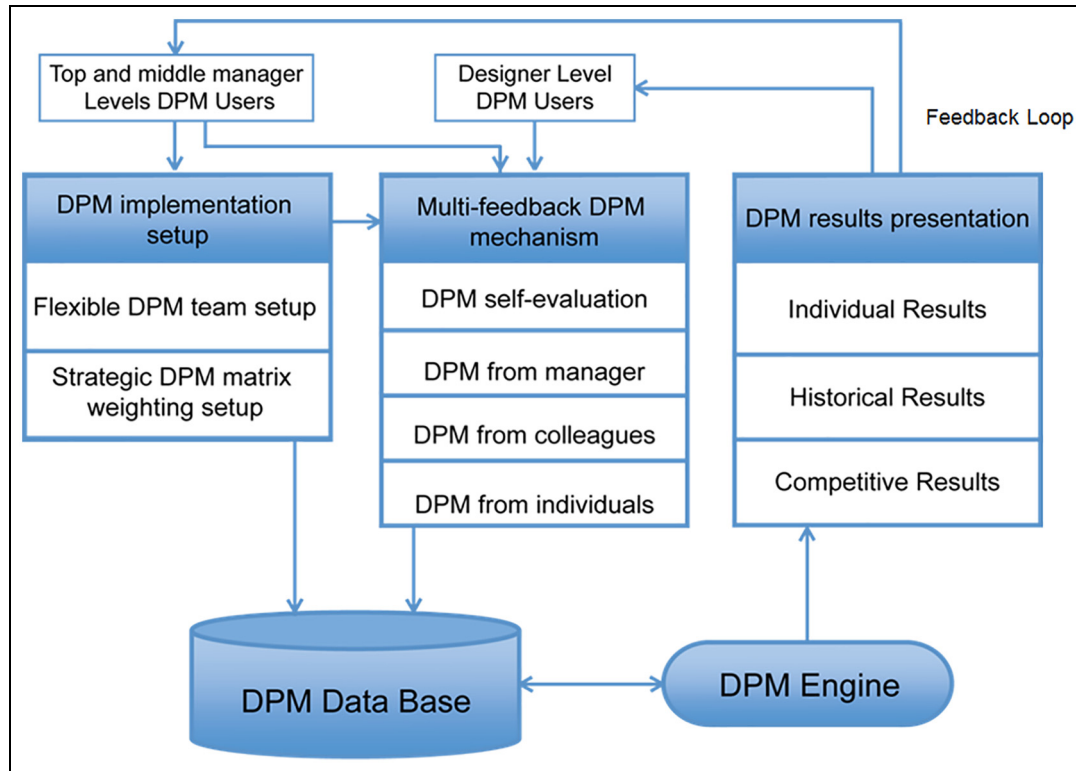 Top and middle manager
Levels DPM Users
Designer Level
DPM Users
Feedback Loop
DPM implementation
setup
Flexible DPM team setup
Strategic DPM matrix
weighting setup
Multi-feedback DPM
mechanism
DPM self-evaluation
DPM from manager
DPM from colleagues
DPM from individuals
DPM results presentation
Individual Results
Historical Results
Competitive Results
DPM Data Base
DPM Engine